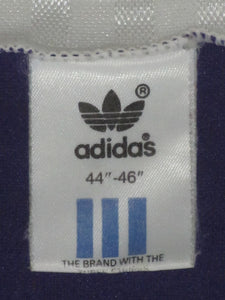 ®
adidas
44"-46"
THE BRAND WITH THE